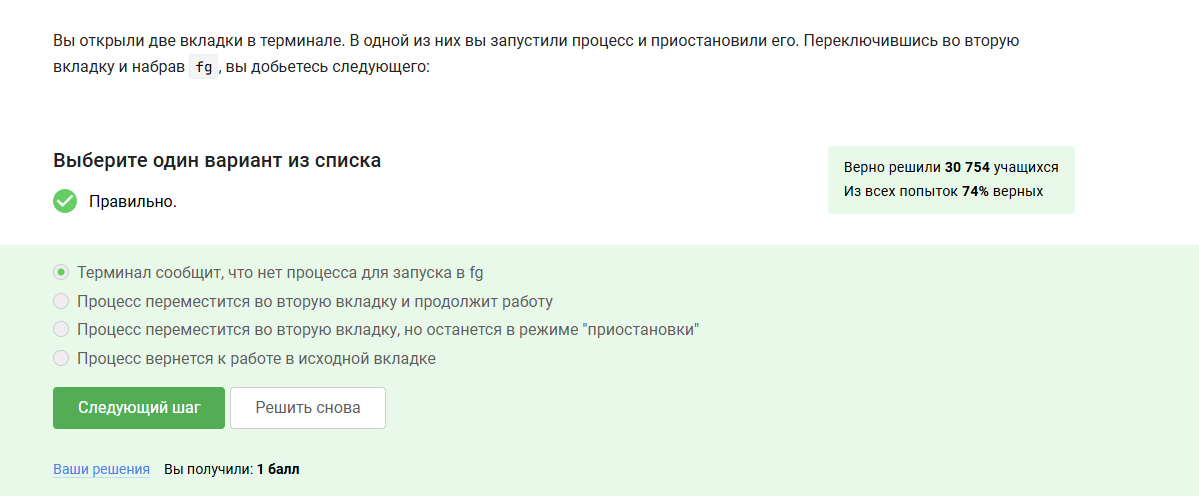 Вы открыли две вкладки в терминале. В одной из них вы запустили процесс и приостановили его. Переключившись во вторую
вкладку и набрав fg, вы добьетесь следующего:
Выберите один вариант из списка
Правильно.
Верно решили 30 754 учащихся
Из всех попыток 74% верных
Терминал сообщит, что нет процесса для запуска в fg
Процесс переместится во вторую вкладку и продолжит работу
Процесс переместится во вторую вкладку, но останется в режиме "приостановки"
Процесс вернется к работе в исходной вкладке
Следующий шаг
Решить снова
Ваши решения Вы получили: 1 балл